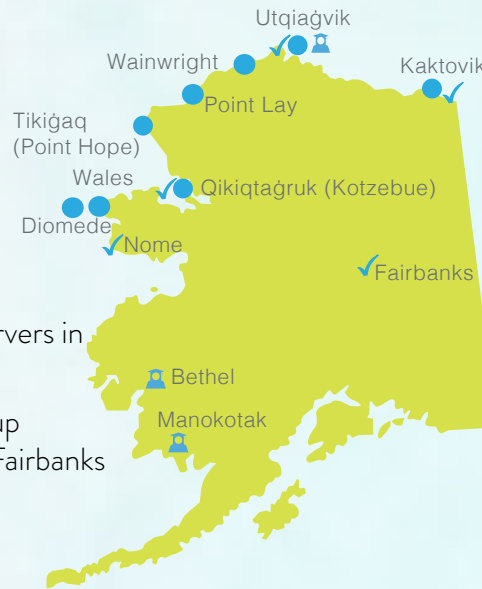 Utqiaġvik
Wainwright
Kaktovik
Point Lay
Tikiġaq
(Point Hope)
Wales
Qikiqtaġruk (Kotzebue)
Diomede
Nome
Fairbanks
rvers in
Bethel
up
Manokotak
Fairbanks